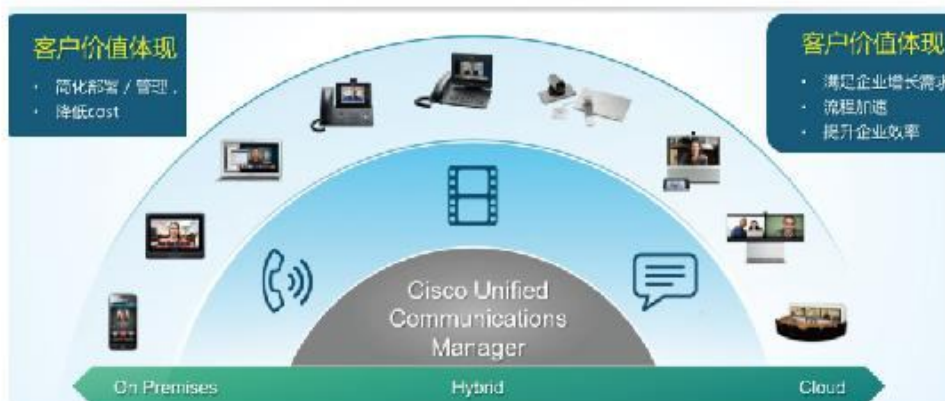 客户价值体现
• 简化部署 / 管理 .
• 降低cost
客户价值体现
• 满足企业增长需求
• 流程加速
• 提升企业效率
Cisco Unified
Communications
Manager
On Premises
Hybrid
Cloud